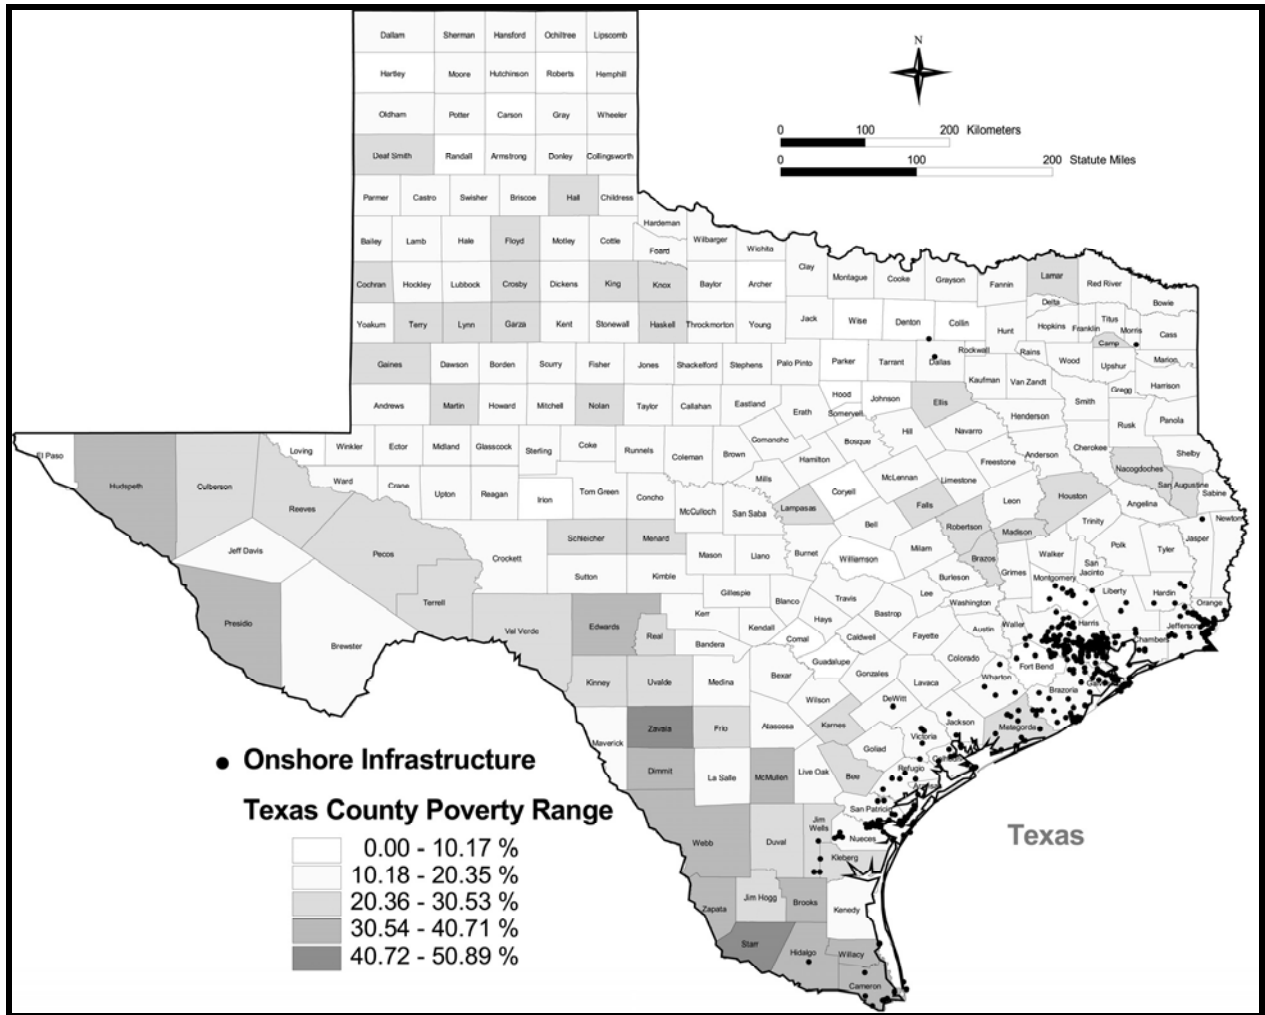 N
0 100 200 Kilometers
0 100 200 Statute Miles
Dallam Sherman Hansford Ochiltree Lipscomb
Hartley Moore Hutchinson Roberts Hemphill
Oldham Potter Carson Gray Wheeler
Deaf Smith Randall Armstrong Donley Collingsworth
Parmer Castro Swisher Briscoe Hall Childress
Hardeman
Bailey Lamb Hale Floyd Motley Cottle Foard Wilbarger Wichita
Clay Montague Cooke Grayson Fannin Lamar Red River Bowie
Cochran Hockley Lubbock Crosby Dickens King Knox Baylor Archer
Delta Titus Morris Cass
Yoakum Terry Lynn Garza Kent Stonewall Haskell Throckmorton Young Jack Wise Denton Collin Hunt Hopkins Franklin
Camp
Gaines Dawson Borden Scurry Fisher Jones Shackelford Stephens Palo Pinto Parker Tarrant Dallas Rockwall Rains Wood Upshur Marion
Kaufman Van Zandt Gregg Harrison
Andrews Martin Howard Mitchell Nolan Taylor Callahan Eastland Erath Hood Somervell Johnson Ellis Henderson Smith Rusk Panola
El Paso Loving Winkler Ector Midland Glasscock Sterling Coke Runnels Coleman Brown Comanche Hamilton Bosque Hill Navarro Anderson Cherokee Shelby
Freestone Nacogdoches
Hudspeth Culberson Reeves Ward Crane Upton Reagan Irion Tom Green Concho McCulloch San Saba Mills Lampasas Coryell McLennan Limestone Falls Leon Houston Angelina San Augustine Sabine
Jeff Davis Pecos Crockett Schleicher Menard Mason Llano Burnet Bell Robertson Madison Trinity Polk Tyler Jasper Newton
Williamson Milam Brazos Grimes Walker San Jacinto
Presidio Brewster Terrell Sutton Kimble Gillespie Blanco Travis Lee Burleson Washington Montgomery Liberty Hardin Orange
Val Verde Edwards Real Kerr Kendall Bandera Comal Hays Caldwell Bastrop Fayette Austin Waller Harris Chambers Jefferson
Kinney Uvalde Medina Bexar Guadalupe Gonzales Lavaca Colorado Wharton Fort Bend Brazoria
Maverick Zavala Frio Atascosa Wilson Karnes DeWitt Victoria Jackson Matagorda
Dimmit La Salle McMullen Live Oak Bee Goliad Refugio
Webb Duval Jim Wells San Patricio Nueces Kleberg
Zapata Jim Hogg Brooks Kenedy
Starr Hidalgo Willacy
Cameron
Onshore Infrastructure
Texas County Poverty Range
0.00 - 10.17 %
10.18 - 20.35 %
20.36 - 30.53 %
30.54 - 40.71 %
40.72 - 50.89 %
Texas